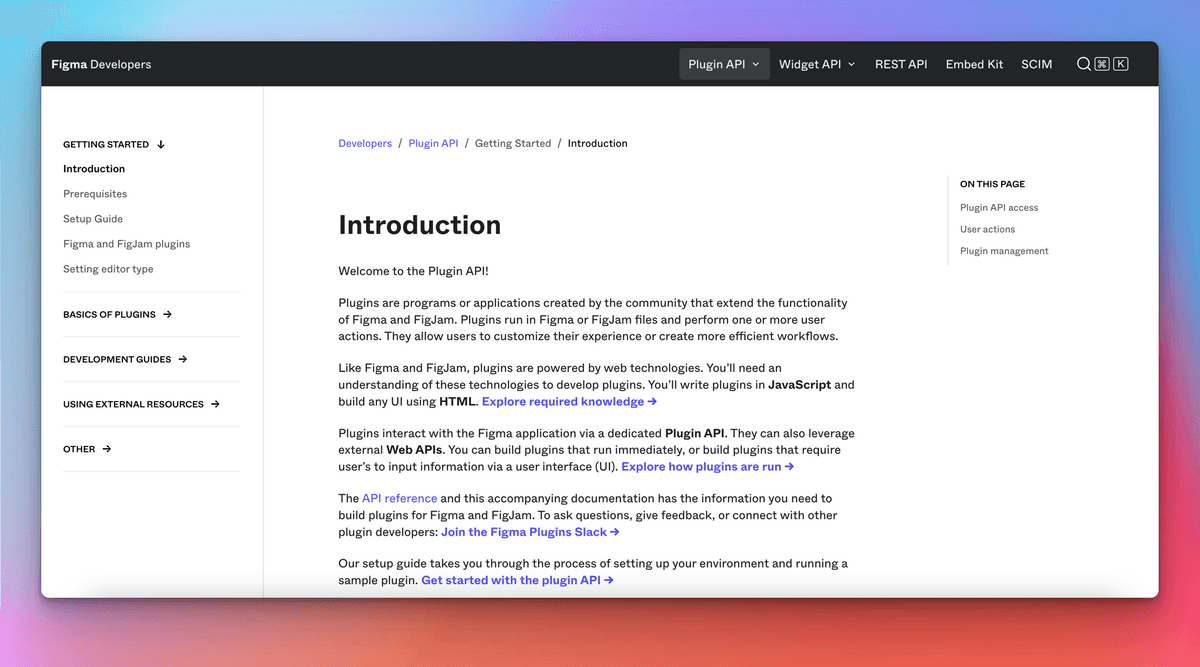 Figma Developers
Plugin API
Widget API
REST API
Embed Kit
SCIM
⌘ K
GETTING STARTED ↓
Introduction
Prerequisites
Setup Guide
Figma and FigJam plugins
Setting editor type
BASICS OF PLUGINS →
DEVELOPMENT GUIDES →
USING EXTERNAL RESOURCES →
OTHER →
Developers / Plugin API / Getting Started / Introduction
Introduction
Welcome to the Plugin API!
Plugins are programs or applications created by the community that extend the functionality
of Figma and FigJam. Plugins run in Figma or FigJam files and perform one or more user
actions. They allow users to customize their experience or create more efficient workflows.
Like Figma and FigJam, plugins are powered by web technologies. You’ll need an
understanding of these technologies to develop plugins. You’ll write plugins in JavaScript and
build any UI using HTML. Explore required knowledge →
Plugins interact with the Figma application via a dedicated Plugin API. They can also leverage
external Web APIs. You can build plugins that run immediately, or build plugins that require
user’s to input information via a user interface (UI). Explore how plugins are run →
The API reference and this accompanying documentation has the information you need to
build plugins for Figma and FigJam. To ask questions, give feedback, or connect with other
plugin developers: Join the Figma Plugins Slack →
Our setup guide takes you through the process of setting up your environment and running a
sample plugin. Get started with the plugin API →
ON THIS PAGE
Plugin API access
User actions
Plugin management